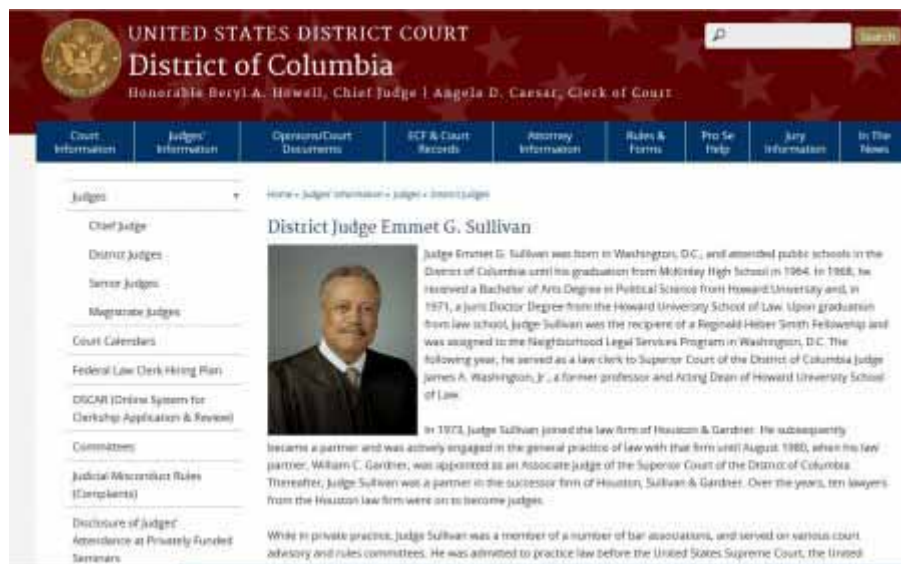 UNITED STATES DISTRICT COURT
District of Columbia
Honorable Beryl A. Howell, Chief Judge | Angela D. Caesar, Clerk of Court
Search
Court Information
Judges' Information
Opinions/Court Documents
ECF & Court Records
Attorney Information
Rules & Forms
Pro Se Help
Jury Information
In The News
Judges
Chief Judge
District Judges
Senior Judges
Magistrate Judges
Court Calendars
Federal Law Clerk Hiring Plan
OSCAR (Online System for
Clerkship Application & Review)
Committees
Judicial Misconduct Rules
(Complaints)
Disclosure of Judges'
Attendance at Privately Funded
Seminars
Home » Judges' Information » Judges » District Judges
District Judge Emmet G. Sullivan
Judge Emmet G. Sullivan was born in Washington, D.C., and attended public schools in the
District of Columbia until his graduation from McKinley High School in 1964. In 1968, he
received a Bachelor of Arts Degree in Political Science from Howard University and, in
1971, a Juris Doctor Degree from the Howard University School of Law. Upon graduation
from law school, Judge Sullivan was the recipient of a Reginald Heber Smith Fellowship and
was assigned to the Neighborhood Legal Services Program in Washington, D.C. The
following year, he served as a law clerk to Superior Court of the District of Columbia Judge
James A. Washington, Jr., a former professor and Acting Dean of Howard University School
of Law.
In 1973, Judge Sullivan joined the law firm of Houston & Gardner. He subsequently
became a partner and was actively engaged in the general practice of law with that firm until August 1980, when his law
partner, William C. Gardner, was appointed as an Associate Judge of the Superior Court of the District of Columbia.
Thereafter, Judge Sullivan was a partner in the successor firm of Houston, Sullivan & Gardner. Over the years, ten lawyers
from the Houston law firm went on to become judges.
While in private practice, Judge Sullivan was a member of a number of bar associations, and served on various court
advisory and rules committees. He was admitted to practice law before the United States Supreme Court, the United